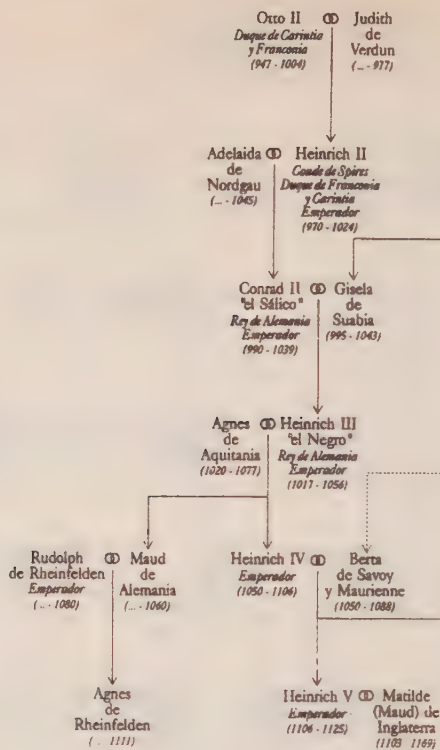 Otto II ⚭ Judith
Duque de Carintia de
y Franconia Verdun
(947 - 1004) (... - 977)
Adelaida ⚭ Heinrich II
de Conde de Spires
Nordgau Duque de Franconia
(... - 1045) y Carintia
Emperador
(970 - 1024)
Conrad II ⚭ Gisela
"el Sálico" de
Rey de Alemania Suabia
Emperador (995 - 1043)
(990 - 1039)
Agnes ⚭ Heinrich III
de "el Negro"
Aquitania Rey de Alemania
(1020 - 1077) Emperador
(1017 - 1056)
Rudolph ⚭ Maud
de Rheinfelden de
Emperador Alemania
(... - 1080) (... - 1060)
Heinrich IV ⚭ Berta
Emperador de Savoy
(1050 - 1106) y Maurienne
(1050 - 1088)
Agnes
de
Rheinfelden
(... 1111)
Heinrich V ⚭ Matilde
Emperador (Maud) de
(1106 - 1125) Inglaterra
(1103 - 1169)